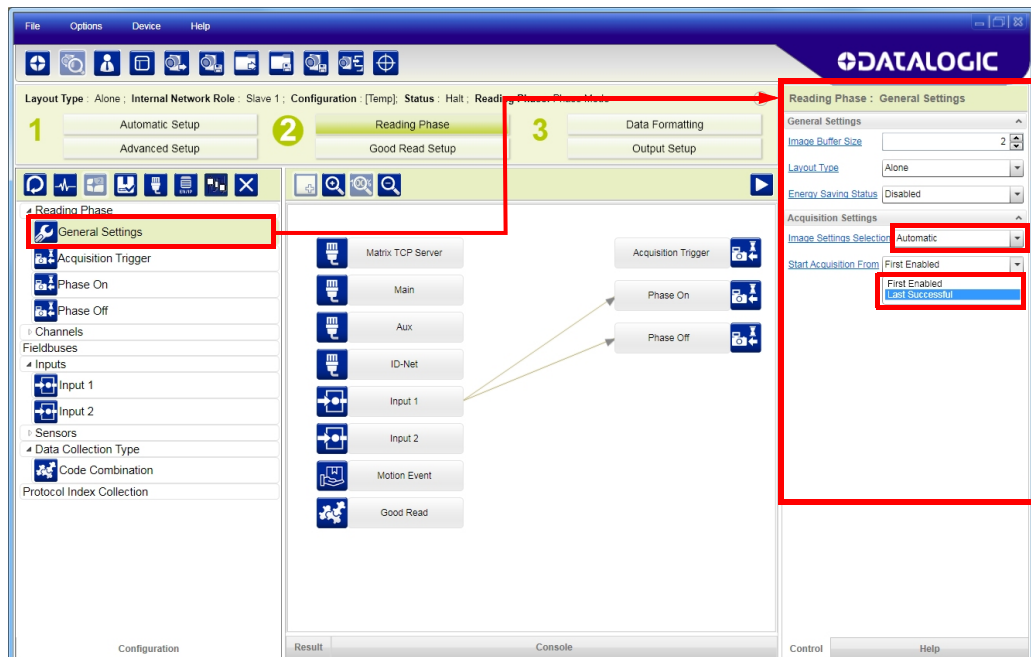 File Options Device Help
DATALOGIC
Layout Type : Alone ; Internal Network Role : Slave 1 ; Configuration : [Temp]; Status : Halt ; Reading Phase: Phase Mode
1 Automatic Setup
Advanced Setup
2 Reading Phase
Good Read Setup
3 Data Formatting
Output Setup
Reading Phase
General Settings
Acquisition Trigger
Phase On
Phase Off
Channels
Fieldbuses
Inputs
Input 1
Input 2
Sensors
Data Collection Type
Code Combination
Protocol Index Collection
Configuration
100%
Matrix TCP Server
Main
Aux
ID-Net
Input 1
Input 2
Motion Event
Good Read
Acquisition Trigger
Phase On
Phase Off
Result Console
Reading Phase : General Settings
General Settings
Image Buffer Size 2
Layout Type Alone
Energy Saving Status Disabled
Acquisition Settings
Image Settings Selection Automatic
Start Acquisition From First Enabled
First Enabled
Last Successful
Control Help